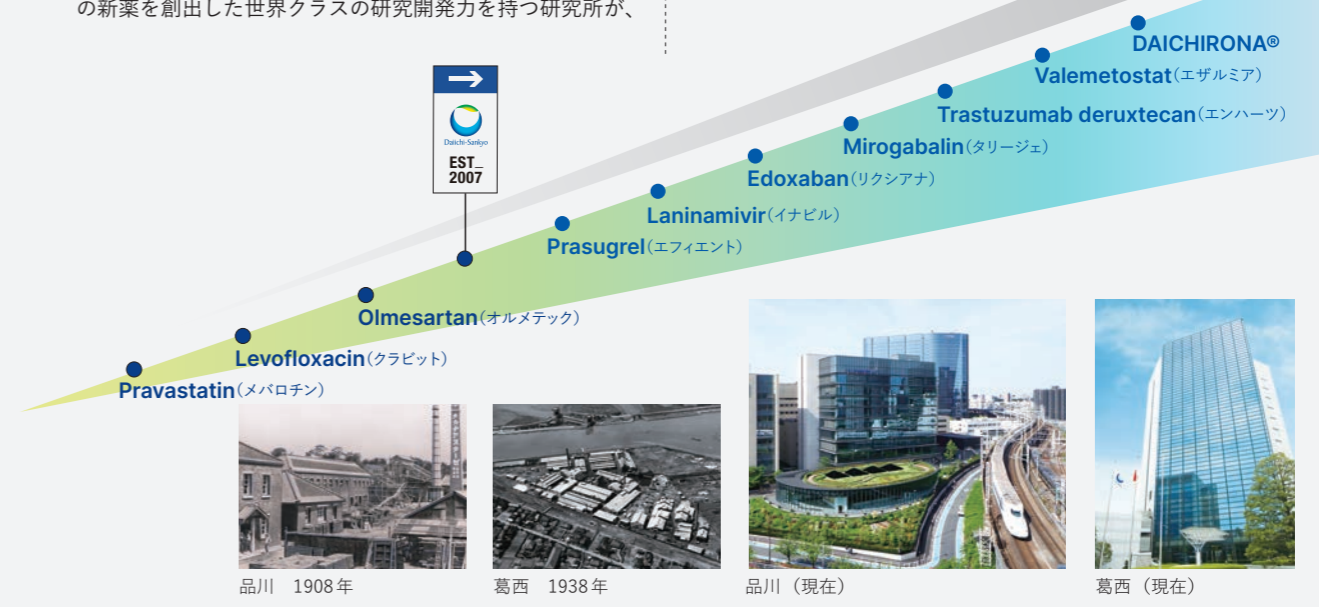 の新薬を創出した世界クラスの研究開発力を持つ研究所が、
DAICHIRONA®
Valemetostat(エザルミア)
Trastuzumab deruxtecan(エンハーツ)
Mirogabalin(タリージェ)
Edoxaban(リクシアナ)
Laninamivir(イナビル)
Prasugrel(エフィエント)
Daiichi-Sankyo
EST_
2007
Olmesartan(オルメテック)
Levofloxacin(クラビット)
Pravastatin(メバロチン)
品川 1908年
葛西 1938年
品川(現在)
葛西(現在)